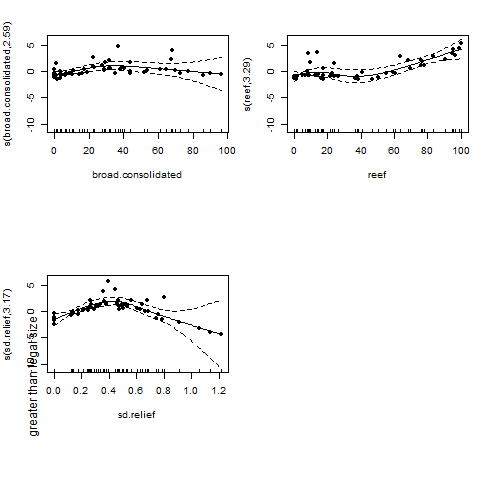 s(broad.consolidated,2.59)
5
0
-5
-10
0 20 40 60 80 100
broad.consolidated
s(reef,3.29)
5
0
-5
-10
0 20 40 60 80 100
reef
s(sd.relief,3.17)
greater than legal size
5
0
0.0 0.2 0.4 0.6 0.8 1.0 1.2
sd.relief